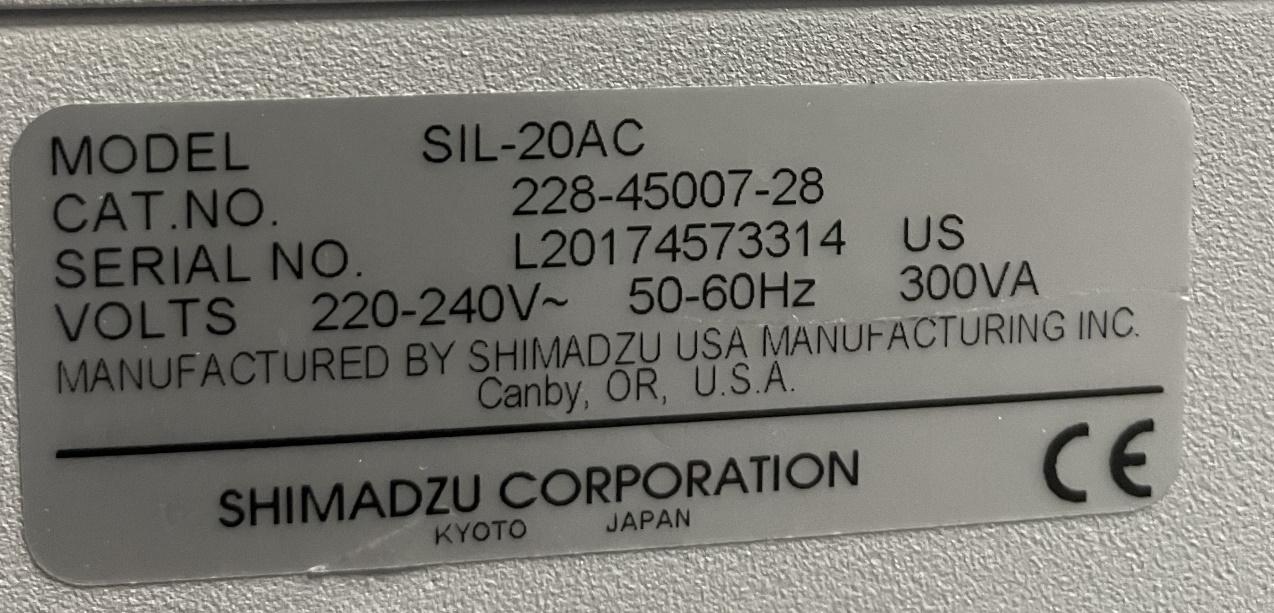 MODEL SIL-20AC
CAT.NO. 228-45007-28
SERIAL NO. L20174573314 US
VOLTS 220-240V~ 50-60Hz 300VA
MANUFACTURED BY SHIMADZU USA MANUFACTURING INC.
Canby, OR, U.S.A.
SHIMADZU CORPORATION
KYOTO JAPAN
CE